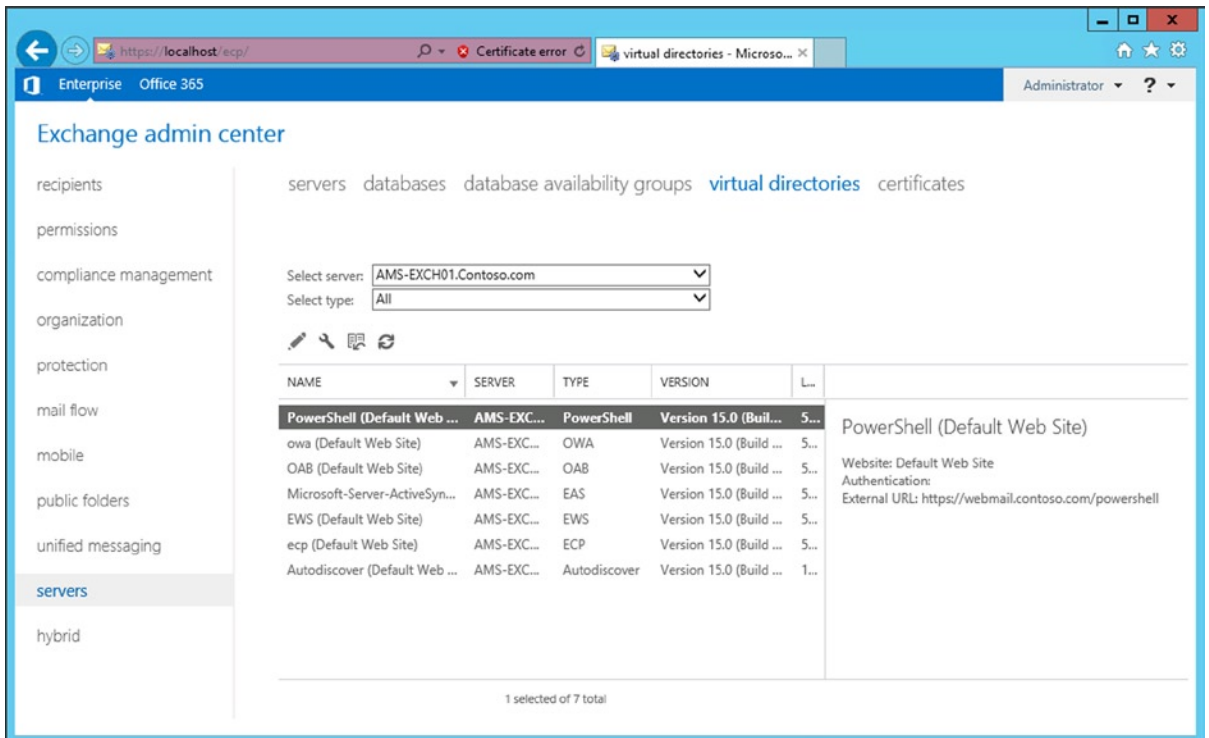 https://localhost/ecp/ Certificate error virtual directories - Microso...
Enterprise Office 365 Administrator ?
Exchange admin center
recipients
permissions
compliance management
organization
protection
mail flow
mobile
public folders
unified messaging
servers
hybrid
servers databases database availability groups virtual directories certificates
Select server: AMS-EXCH01.Contoso.com
Select type: All
NAME SERVER TYPE VERSION L...
PowerShell (Default Web ... AMS-EXC... PowerShell Version 15.0 (Buil... 5...
owa (Default Web Site) AMS-EXC... OWA Version 15.0 (Build ... 5...
OAB (Default Web Site) AMS-EXC... OAB Version 15.0 (Build ... 5...
Microsoft-Server-ActiveSyn... AMS-EXC... EAS Version 15.0 (Build ... 5...
EWS (Default Web Site) AMS-EXC... EWS Version 15.0 (Build ... 5...
ecp (Default Web Site) AMS-EXC... ECP Version 15.0 (Build ... 5...
Autodiscover (Default Web ... AMS-EXC... Autodiscover Version 15.0 (Build ... 1...
1 selected of 7 total
PowerShell (Default Web Site)
Website: Default Web Site
Authentication:
External URL: https://webmail.contoso.com/powershell